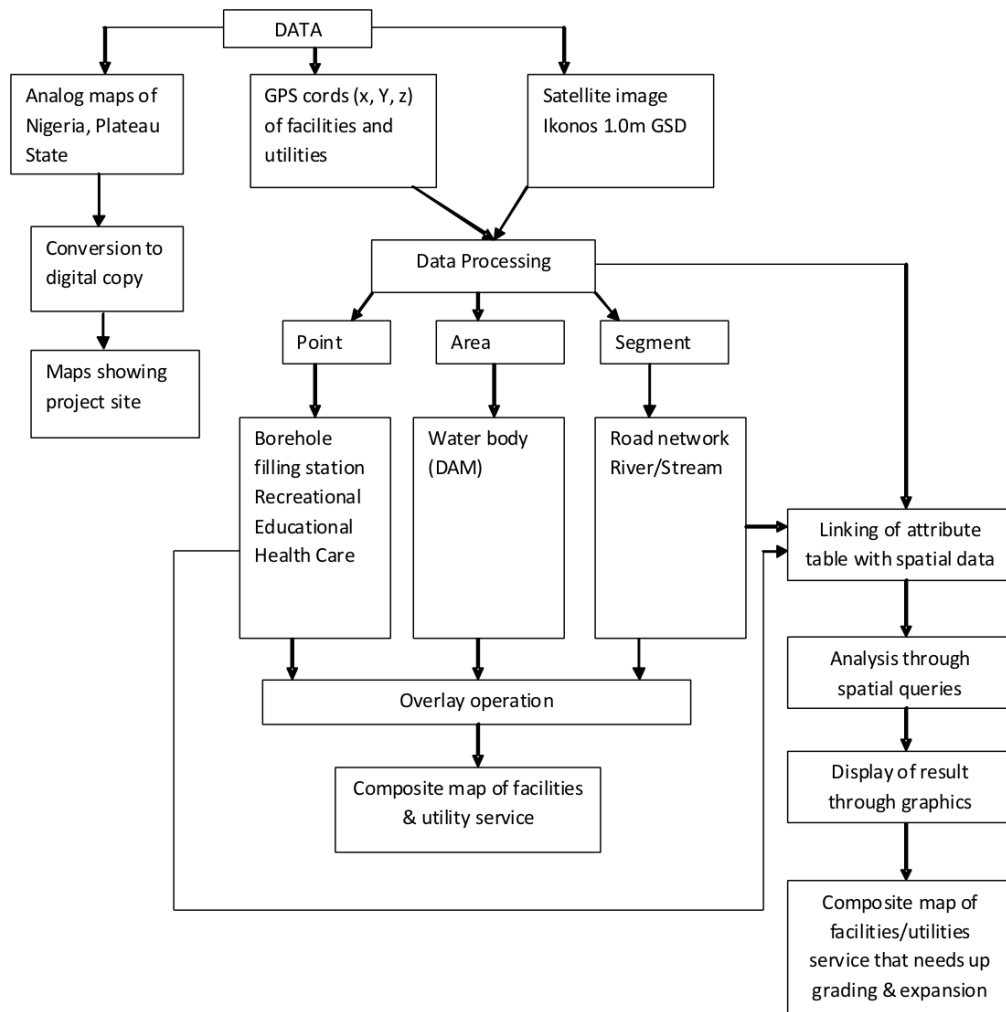 DATA
Analog maps of
Nigeria, Plateau
State
GPS cords (x, Y, z)
of facilities and
utilities
Satellite image
Ikonos 1.0m GSD
Conversion to
digital copy
Data Processing
Maps showing
project site
Point
Area
Segment
Borehole
filling station
Recreational
Educational
Health Care
Water body
(DAM)
Road network
River/Stream
Linking of attribute
table with spatial data
Overlay operation
Analysis through
spatial queries
Composite map of facilities
& utility service
Display of result
through graphics
Composite map of
facilities/utilities
service that needs up
grading & expansion